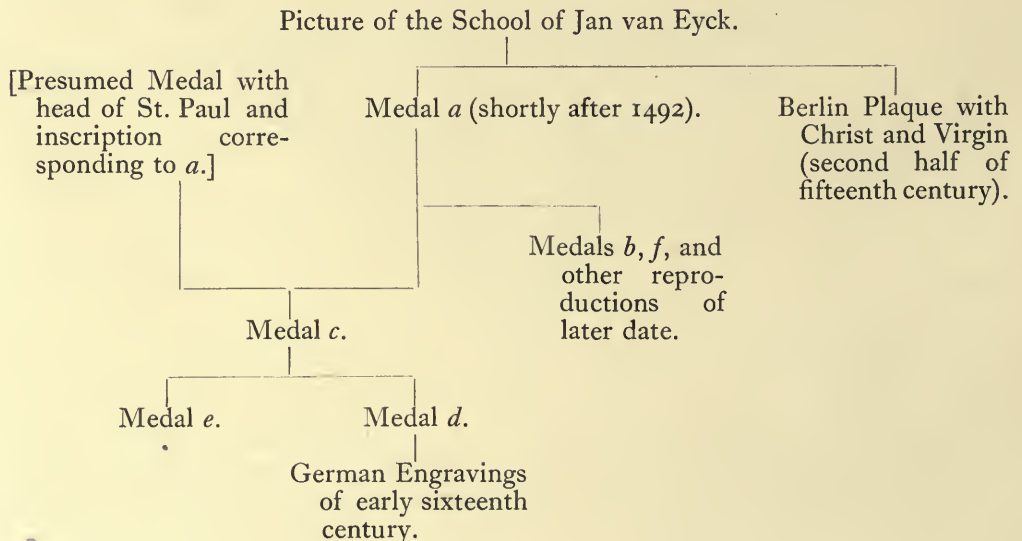 Picture of the School of Jan van Eyck.
[Presumed Medal with
head of St. Paul and
inscription corre-
sponding to a.]
Medal a (shortly after 1492).
Berlin Plaque with
Christ and Virgin
(second half of
fifteenth century).
Medals b, f, and
other repro-
ductions of
later date.
Medal c.
Medal e.
Medal d.
German Engravings
of early sixteenth
century.